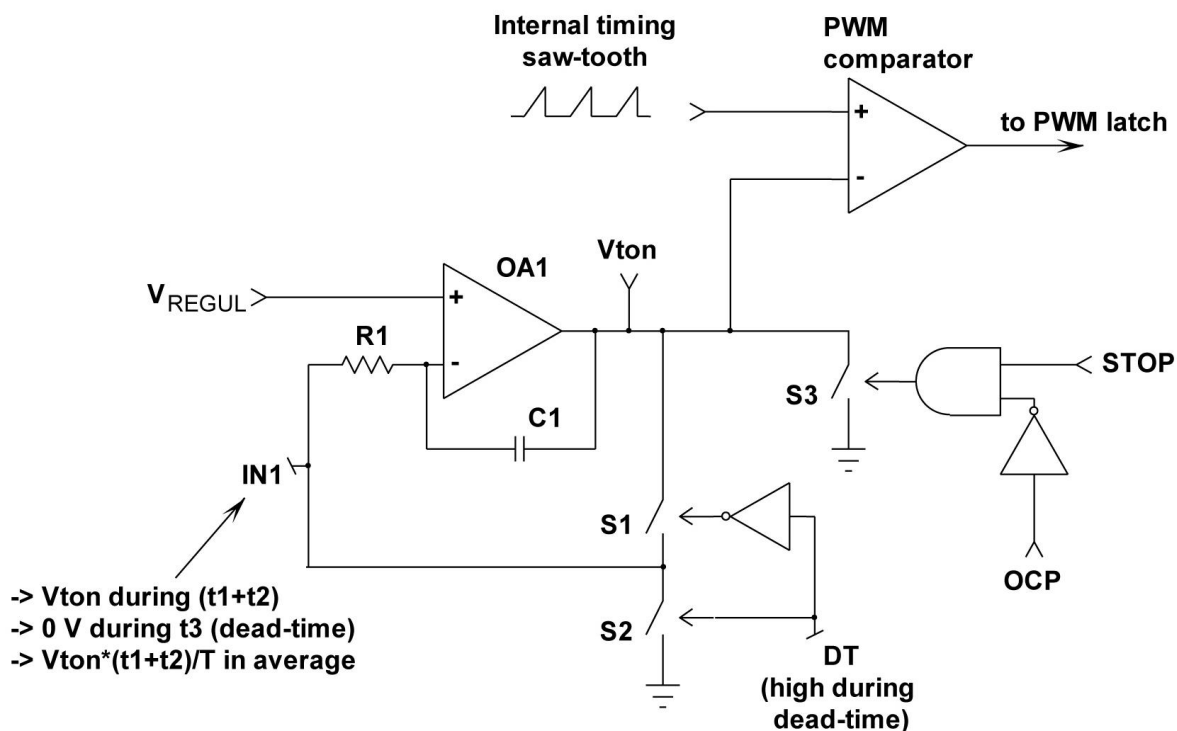 Internal timing
saw-tooth
PWM
comparator
+
-
to PWM latch
Vton
OA1
VREGUL
+
-
R1
C1
S3
STOP
IN1
S1
OCP
-> Vton during (t1+t2)
-> 0 V during t3 (dead-time)
-> Vton*(t1+t2)/T in average
S2
DT
(high during
dead-time)